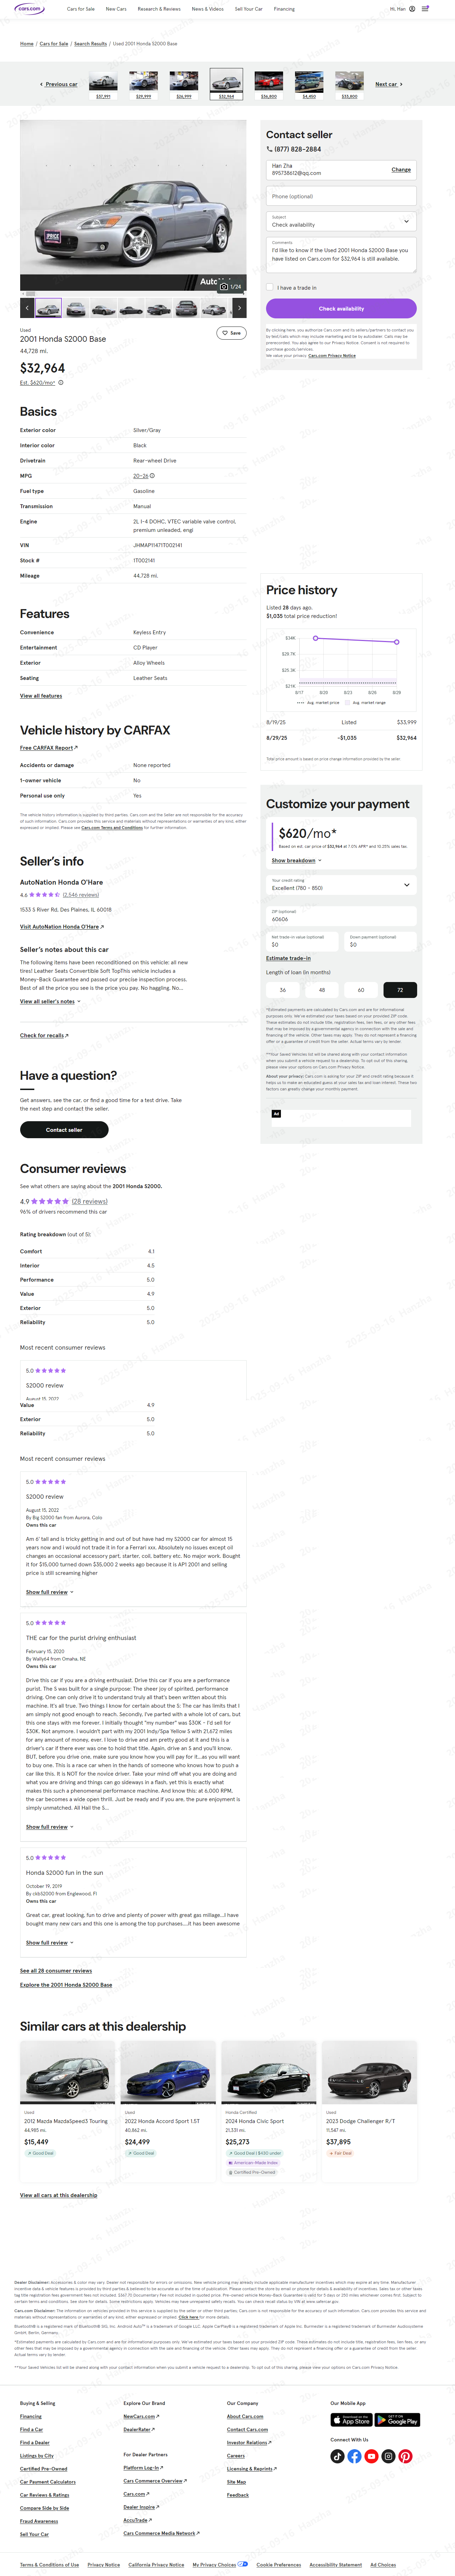 cars.com
Cars for Sale
New Cars
Research & Reviews
News & Videos
Sell Your Car
Financing
Hi, Han
Home / Cars for Sale / Search Results / Used 2001 Honda S2000 Base
Previous car
$37,991
$29,999
$26,999
$32,964
$36,800
$4,450
$33,800
Next car
PRICE
1/24
Used
2001 Honda S2000 Base
Save
44,728 mi.
$32,964
Est. $620/mo*
Basics
Exterior color Silver/Gray
Interior color Black
Drivetrain Rear-wheel Drive
MPG 20–26
Fuel type Gasoline
Transmission Manual
Engine 2L I-4 DOHC, VTEC variable valve control,
premium unleaded, engi
VIN JHMAP11471T002141
Stock # 1T002141
Mileage 44,728 mi.
Features
Convenience Keyless Entry
Entertainment CD Player
Exterior Alloy Wheels
Seating Leather Seats
View all features
Vehicle history by CARFAX
Free CARFAX Report
Accidents or damage None reported
1-owner vehicle No
Personal use only Yes
The vehicle history information is supplied by third parties. Cars.com and the Seller are not responsible for the accuracy
of such information. Cars.com provides this service and materials without representations or warranties of any kind, either
expressed or implied. Please see Cars.com Terms and Conditions for further information.
Seller's info
AutoNation Honda O'Hare
4.6 (2,546 reviews)
1533 S River Rd, Des Plaines, IL 60018
Visit AutoNation Honda O'Hare
Seller's notes about this car
The following items have been reconditioned on this vehicle: all new
tires! Leather Seats Convertible Soft TopThis vehicle includes a
Money-Back Guarantee and passed our precise inspection process.
Best of all the price you see is the price you pay. No haggling, No...
View all seller's notes
Check for recalls
Have a question?
Get answers, see the car, or find a good time for a test drive. Take
the next step and contact the seller.
Contact seller
Contact seller
(877) 828-2884
Han Zha
895738612@qq.com
Change
Phone (optional)
Subject
Check availability
Comments
I'd like to know if the Used 2001 Honda S2000 Base you
have listed on Cars.com for $32,964 is still available.
I have a trade in
Check availability
By clicking here, you authorize Cars.com and its sellers/partners to contact you
by text/calls which may include marketing and be by autodialer. Calls may be
prerecorded. You also agree to our Privacy Notice. Consent is not required to
purchase goods/services.
We value your privacy. Cars.com Privacy Notice
Price history
Listed 28 days ago.
$1,035 total price reduction!
$34K
$29.7K
$25.3K
$21K
8/17
8/20
8/23
8/26
8/28
Avg. market price
Avg. market range
8/19/25 Listed $33,999
8/29/25 -$1,035 $32,964
Total price amount is based on price change information provided by the seller.
Customize your payment
$620/mo*
Based on est. car price of $32,964 at 7.0% APR* and 10.25% sales tax.
Show breakdown
Your credit rating
Excellent (780 - 850)
ZIP (optional)
60606
Net trade-in value (optional)
$0
Down payment (optional)
$0
Estimate trade-in
Length of loan (in months)
36
48
60
72
*Estimated payments are calculated by Cars.com and are for informational
purposes only. We've estimated your taxes based on your provided ZIP code.
These estimates do not include title, registration fees, lien fees, or any other fees
that may be imposed by a governmental agency in connection with the sale and
financing of the vehicle. Other taxes may apply. They do not represent a financing
offer or a guarantee of credit from the seller. Actual terms may vary by lender.
**Your Saved Vehicles list will be shared along with your contact information
when you submit a vehicle request to a dealership. To opt out of this sharing,
please view your options on Cars.com Privacy Notice
About your privacy: Cars.com is asking for your ZIP and credit rating because it
helps us to make an educated guess at your sales tax and loan interest. These two
factors can greatly change your monthly payment.
Ad
Consumer reviews
See what others are saying about the 2001 Honda S2000.
4.9 (28 reviews)
96% of drivers recommend this car
Rating breakdown (out of 5):
Comfort 4.1
Interior 4.5
Performance 5.0
Value 4.9
Exterior 5.0
Reliability 5.0
Most recent consumer reviews
5.0
S2000 review
August 15, 2022
Value 4.9
Exterior 5.0
Reliability 5.0
Most recent consumer reviews
5.0
S2000 review
August 15, 2022
By Big S2000 fan from Aurora, Colo
Owns this car
Am 6' tall and is tricky getting in and out of but have had my S2000 car for almost 15
years now and I would not trade it in for a Ferrari xxx. Absolutely no issues except oil
changes an occasional accessory part, starter, coil, battery etc. No major work. Bought
it for $15,000 turned down $35,000 2 weeks ago because it is AP1 2001 and selling
price is still screaming higher
Show full review
5.0
THE car for the purist driving enthusiast
February 15, 2020
By Wallyt4 from Omaha, NE
Owns this car
Drive this car if you are a driving enthusiast. Drive this car if you are a performance
purist. The S was built for a single purpose: The sheer joy of spirited, performance
driving. One can only drive it to understand truly all that's been written about this
machine. It's all true. Two things I know for certain about the S: The car has limits that I
am simply not good enough to reach. Secondly, I've parted with a whole lot of cars, but
this one stays with me forever. I initially thought "my number" was $30K - I'd sell for
$30K. Not anymore. I wouldn't part with my 2001 Indy/Spa Yellow S with 21,672 miles
for any amount of money, ever. I love to drive and am pretty good at it and this is a
driver's car if there ever was one to hold that title. Again, drive an S and you'll know.
BUT, before you drive one, make sure you know how you will pay for it...as you will want
to buy one. This is a race car when in the hands of someone who knows how to push a
car like this. It is NOT for the novice driver. Take your mind off what you are doing and
what you are driving and things can go sideways in a flash, yet this is exactly what
makes this such a phenomenal performance car. And know this: at 6,000 RPM,
the car becomes a wide open thrill. Just be ready and if you are, the pure enjoyment is
simply unmatched. All Hail the S...
Show full review
5.0
Honda S2000 fun in the sun
October 19, 2019
By ckbS2000 from Englewood, Fl
Owns this car
Great car, great looking, fun to drive and plenty of power with great gas milage...I have
bought many new cars and this one is among the top purchases....it has been awesome
Show full review
See all 28 consumer reviews
Explore the 2001 Honda S2000 Base
Similar cars at this dealership
Used
2012 Mazda MazdaSpeed3 Touring
44,985 mi.
$15,449
Good Deal
Used
2022 Honda Accord Sport 1.5T
40,862 mi.
$24,499
Good Deal
Honda Certified
2024 Honda Civic Sport
21,331 mi.
$25,273
Good Deal | $480 under
American-Made Index
Certified Pre-Owned
Used
2023 Dodge Challenger R/T
11,587 mi.
$37,895
Fair Deal
View all cars at this dealership
Buying & Selling
Financing
Find a Car
Find a Dealer
Listings by City
Certified Pre-Owned
Car Payment Calculators
Car Reviews & Ratings
Compare Side by Side
Fraud Awareness
Sell Your Car
Explore Our Brand
NewCars.com
DealerRater
For Dealer Partners
Platform Log-In
Cars Commerce Overview
Cars.com
Dealer Inspire
AccuTrade
Cars Commerce Media Network
Our Company
About Cars.com
Contact Cars.com
Investor Relations
Careers
Licensing & Reprints
Site Map
Feedback
Our Mobile App
Download on the App Store
GET IT ON Google Play
Connect With Us
Terms & Conditions of Use
Privacy Notice
California Privacy Notice
My Privacy Choices
Cookie Preferences
Accessibility Statement
Ad Choices